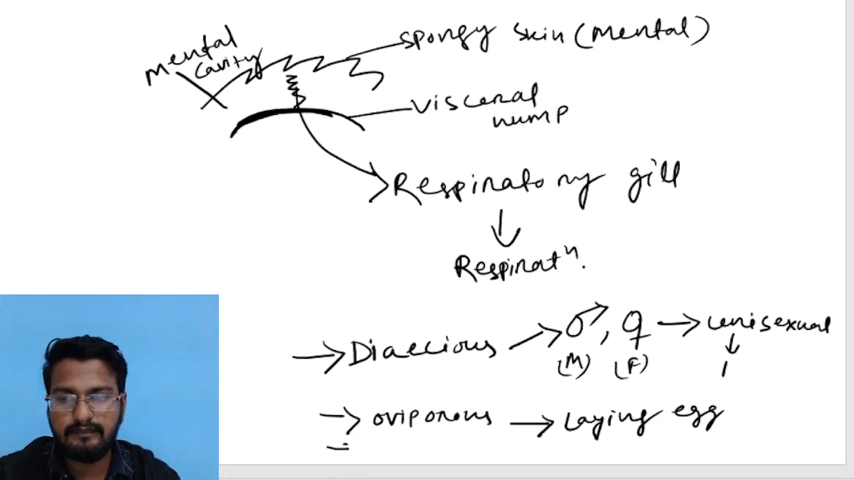 mental
cavity
spongy skin (mental)
visceral
hump
Respiratory gill
Respiratn.
Diaecious → ♂, ♀ → unisexual
(M) (F)
oviporous → Laying egg